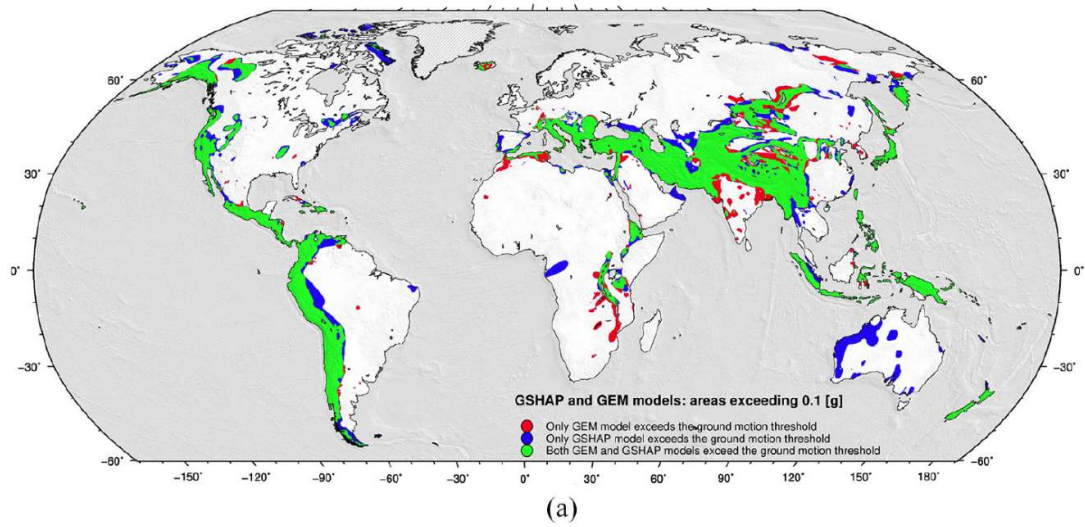 60°
60°
30°
30°
0°
0°
−30°
−30°
GSHAP and GEM models: areas exceeding 0.1 [g]
Only GEM model exceeds the ground motion threshold
Only GSHAP model exceeds the ground motion threshold
Both GEM and GSHAP models exceed the ground motion threshold
−60°
−60°
−150° −120° −90° −60° −30° 0° 30° 60° 90° 120° 150°
(a)